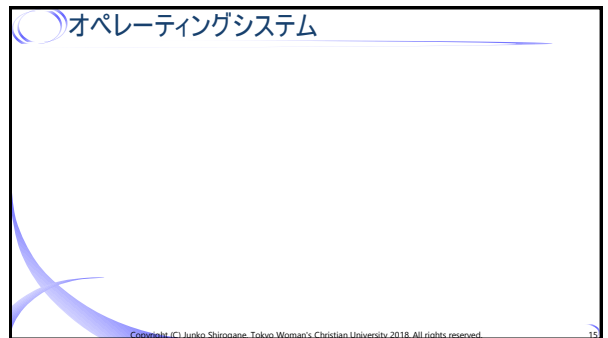 オペレーティングシステム
Copyright (C) Junko Shirogane, Tokyo Woman's Christian University 2018. All rights reserved.
15